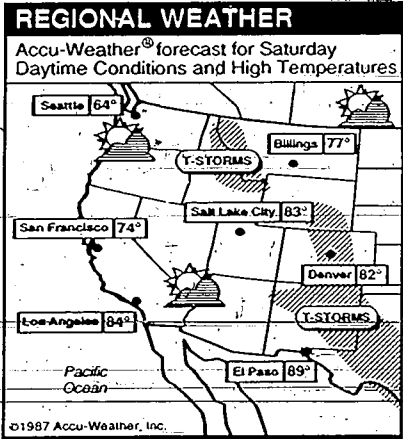 REGIONAL WEATHER
Accu-Weather® forecast for Saturday
Daytime Conditions and High Temperatures
Seattle 64°
Billings 77°
T-STORMS
Salt Lake City 83°
San Francisco 74°
Denver 82°
Los Angeles 84°
T-STORMS
El Paso 89°
Pacific
Ocean
©1987 Accu-Weather, Inc.